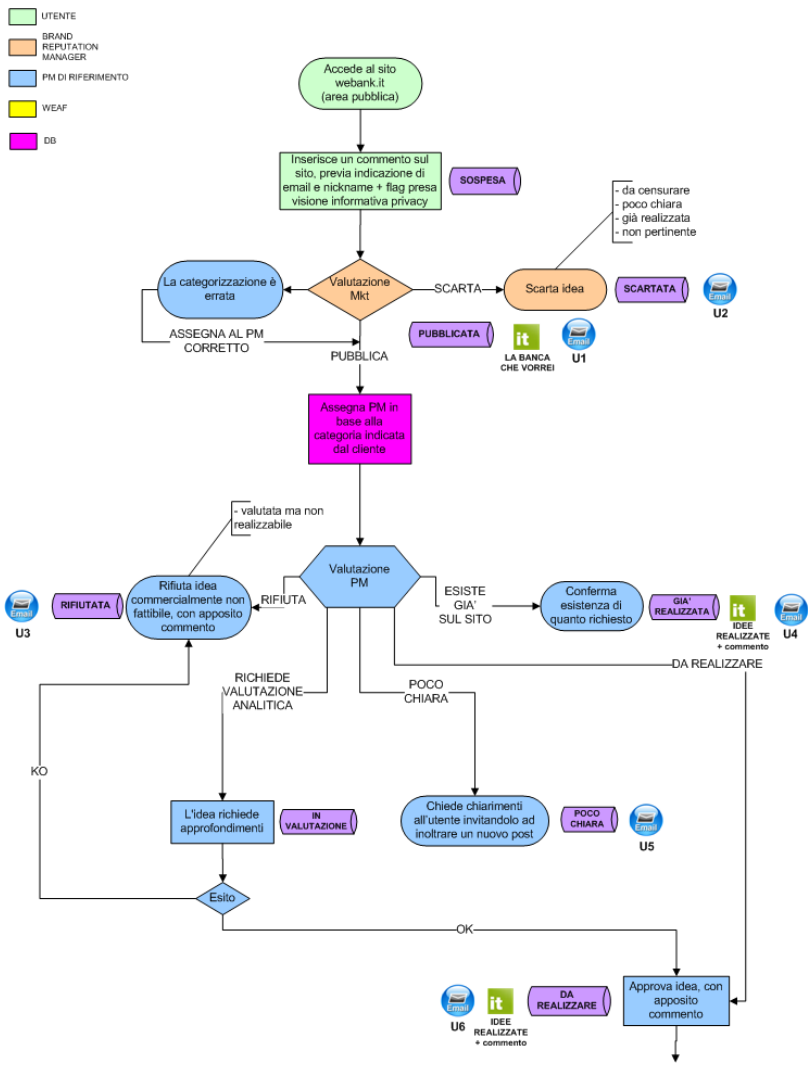 UTENTE
BRAND
REPUTATION
MANAGER
PM DI RIFERIMENTO
WEAF
DB
Accede al sito
webank.it
(area pubblica)
Inserisce un commento sul
sito, previa indicazione di
email e nickname + flag presa
visione informativa privacy
SOSPESA
- da censurare
- poco chiara
- già realizzata
- non pertinente
La categorizzazione è
errata
Valutazione
Mkt
SCARTA
Scarta idea
SCARTATA
Email
U2
ASSEGNA AL PM
CORRETTO
PUBBLICA
PUBBLICATA
it
LA BANCA
CHE VORREI
Email
U1
Assegna PM in
base alla
categoria indicata
dal cliente
- valutata ma non
realizzabile
Valutazione
PM
Email
U3
RIFIUTATA
Rifiuta idea
commercialmente non
fattibile, con apposito
commento
RIFIUTA
ESISTE
GIA'
SUL SITO
Conferma
esistenza di
quanto richiesto
GIA'
REALIZZATA
it
IDEE
REALIZZATE
+ commento
Email
U4
DA REALIZZARE
RICHIEDE
VALUTAZIONE
ANALITICA
POCO
CHIARA
KO
L'idea richiede
approfondimenti
IN
VALUTAZIONE
Chiede chiarimenti
all'utente invitandolo ad
inoltrare un nuovo post
POCO
CHIARA
Email
U5
Esito
OK
Email
U6
it
IDEE
REALIZZATE
+ commento
DA
REALIZZARE
Approva idea, con
apposito
commento